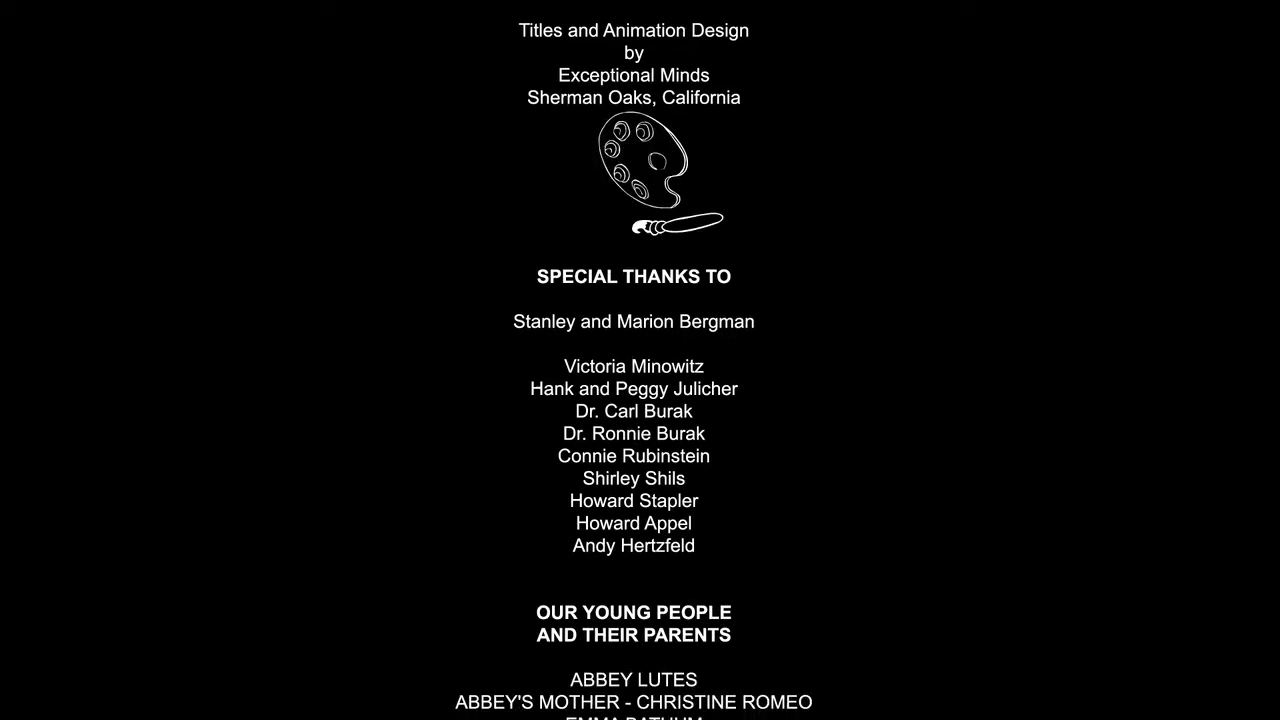 Titles and Animation Design
by
Exceptional Minds
Sherman Oaks, California
SPECIAL THANKS TO
Stanley and Marion Bergman
Victoria Minowitz
Hank and Peggy Julicher
Dr. Carl Burak
Dr. Ronnie Burak
Connie Rubinstein
Shirley Shils
Howard Stapler
Howard Appel
Andy Hertzfeld
OUR YOUNG PEOPLE
AND THEIR PARENTS
ABBEY LUTES
ABBEY'S MOTHER - CHRISTINE ROMEO
EMMA